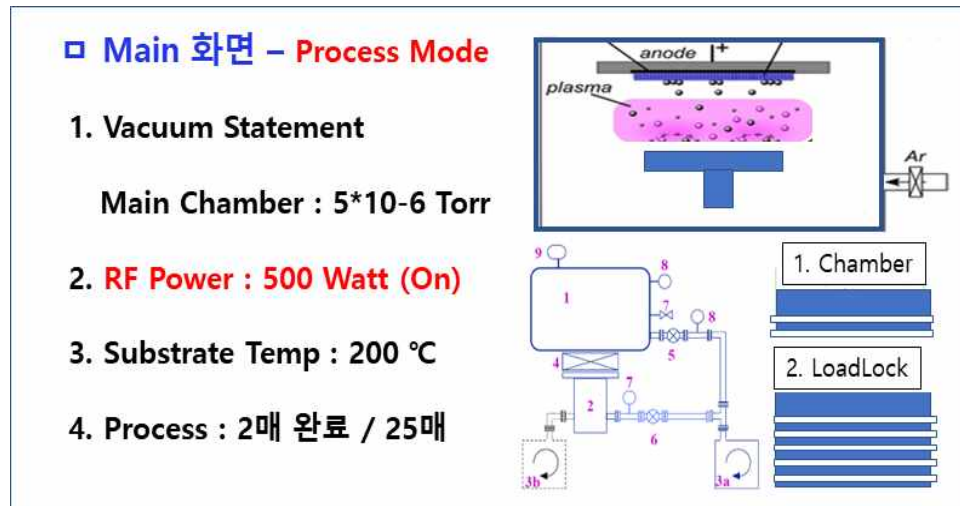 ㅁ Main 화면 – Process Mode
1. Vacuum Statement
Main Chamber : 5*10-6 Torr
2. RF Power : 500 Watt (On)
3. Substrate Temp : 200 ℃
4. Process : 2매 완료 / 25매
anode
+
plasma
Ar
9
8
1
7
8
5
4
7
2
6
3b
3a
1. Chamber
2. LoadLock